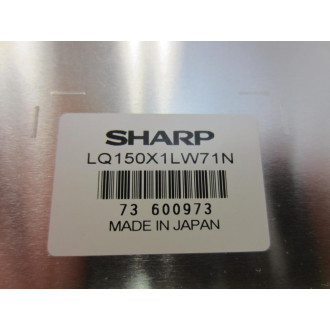 SHARP
LQ150X1LW71N
73 600973
MADE IN JAPAN